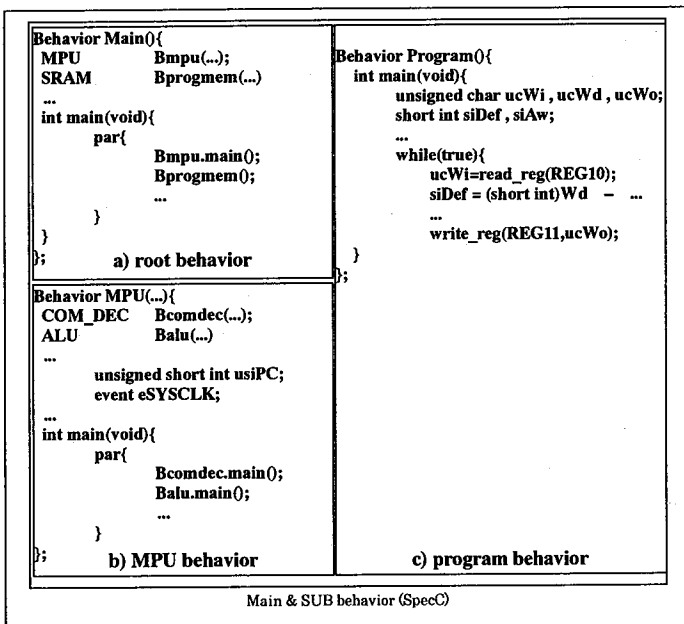 Behavior Main(){
MPU Bmpu(...);
SRAM Bprogmem(...)
...
int main(void){
par{
Bmpu.main();
Bprogmem();
...
}
}
};
a) root behavior
Behavior MPU(...){
COM_DEC Bcomdec(...);
ALU Balu(...)
...
unsigned short int usiPC;
event eSYSCLK;
...
int main(void){
par{
Bcomdec.main();
Balu.main();
...
}
};
b) MPU behavior
Behavior Program(){
int main(void){
unsigned char ucWi , ucWd , ucWo;
short int siDef , siAw;
...
while(true){
ucWi=read_reg(REG10);
siDef = (short int)Wd – ...
...
write_reg(REG11,ucWo);
}
};
c) program behavior
Main & SUB behavior (SpecC)